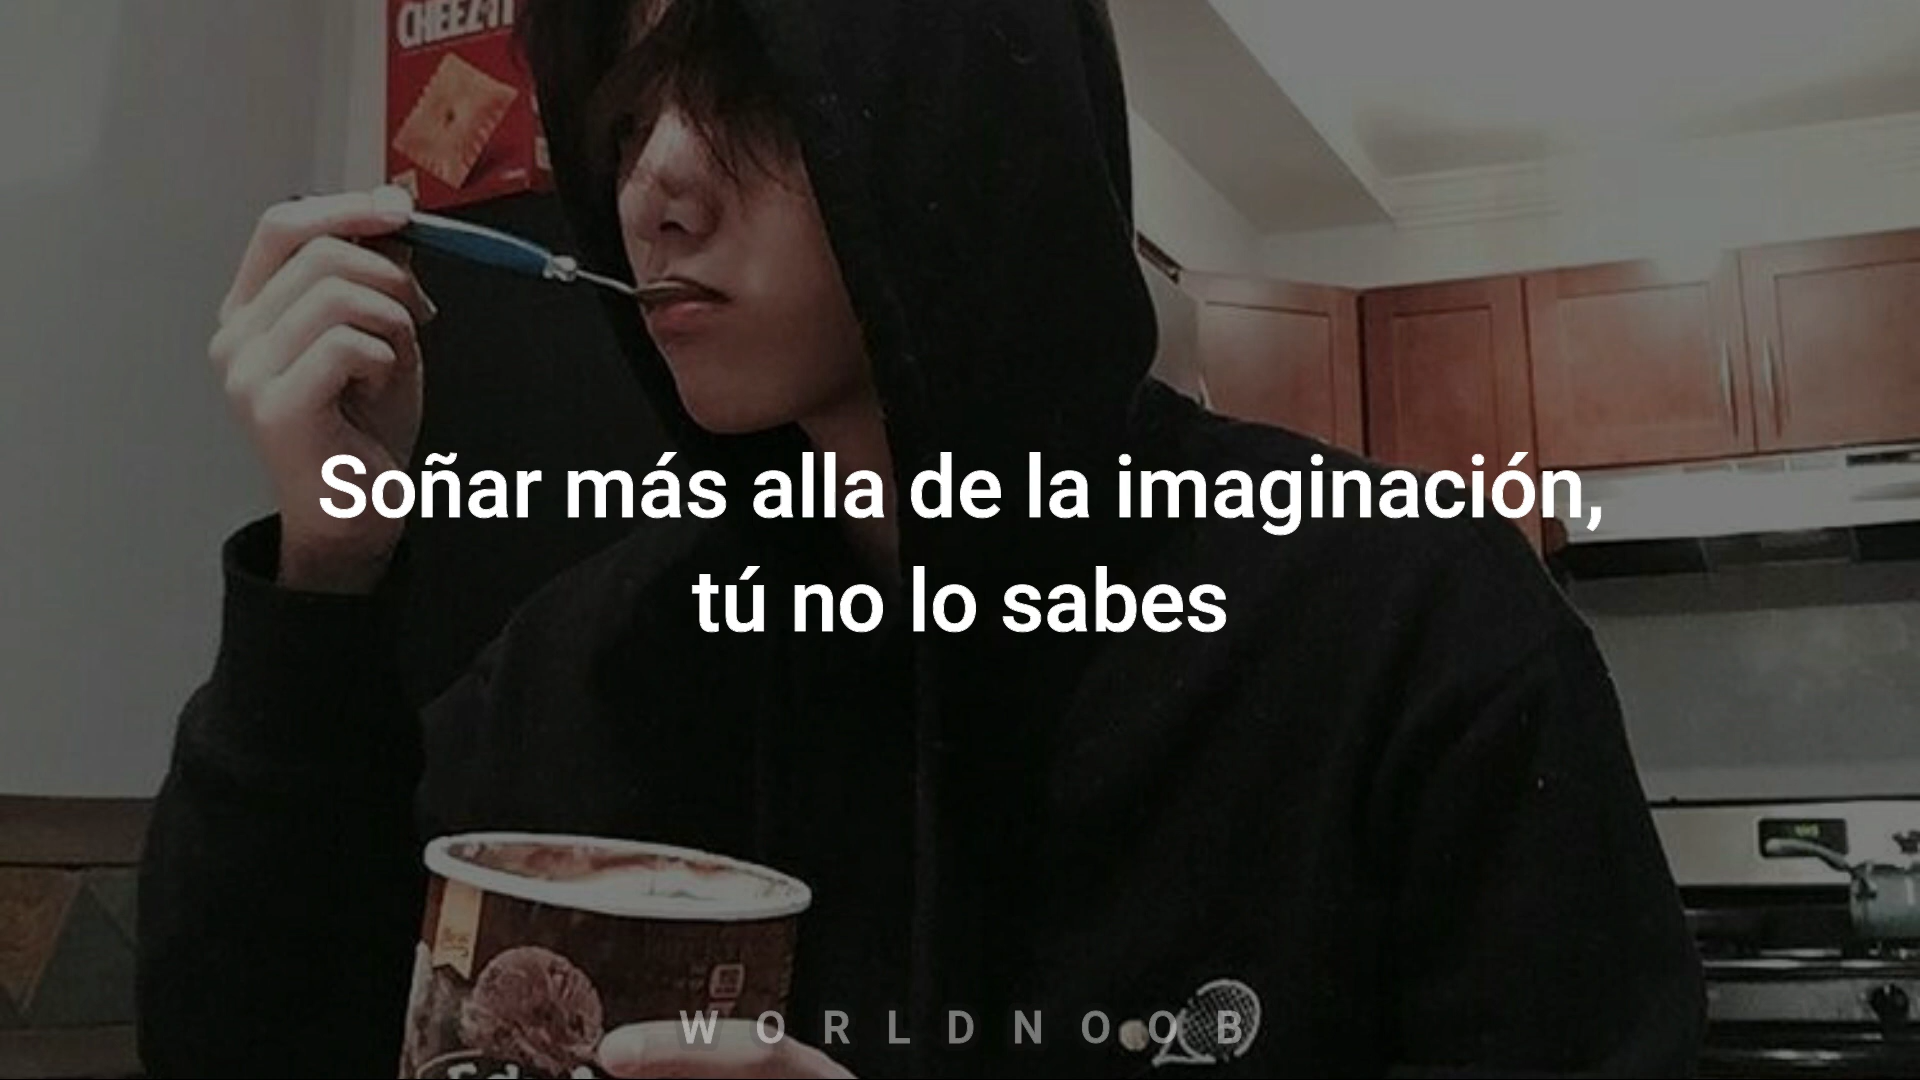 CHEEZ-IT
Soñar más alla de la imaginación,
tú no lo sabes
WORLDNOOB